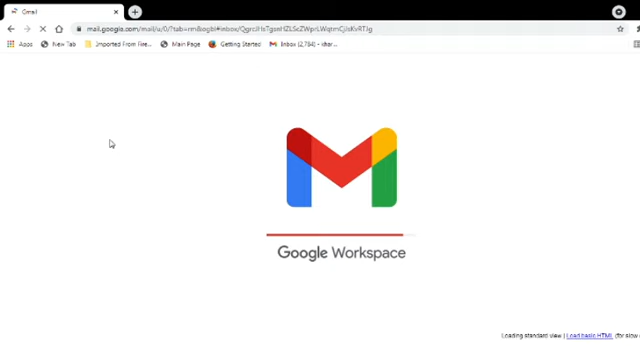 Gmail
mail.google.com/mail/u/0/?tab=rm&ogbl#inbox/
Apps New Tab Imported From Fire... Main Page Getting Started Inbox (2,784) - khar...
Google Workspace
Loading standard view | Load basic HTML (for slow